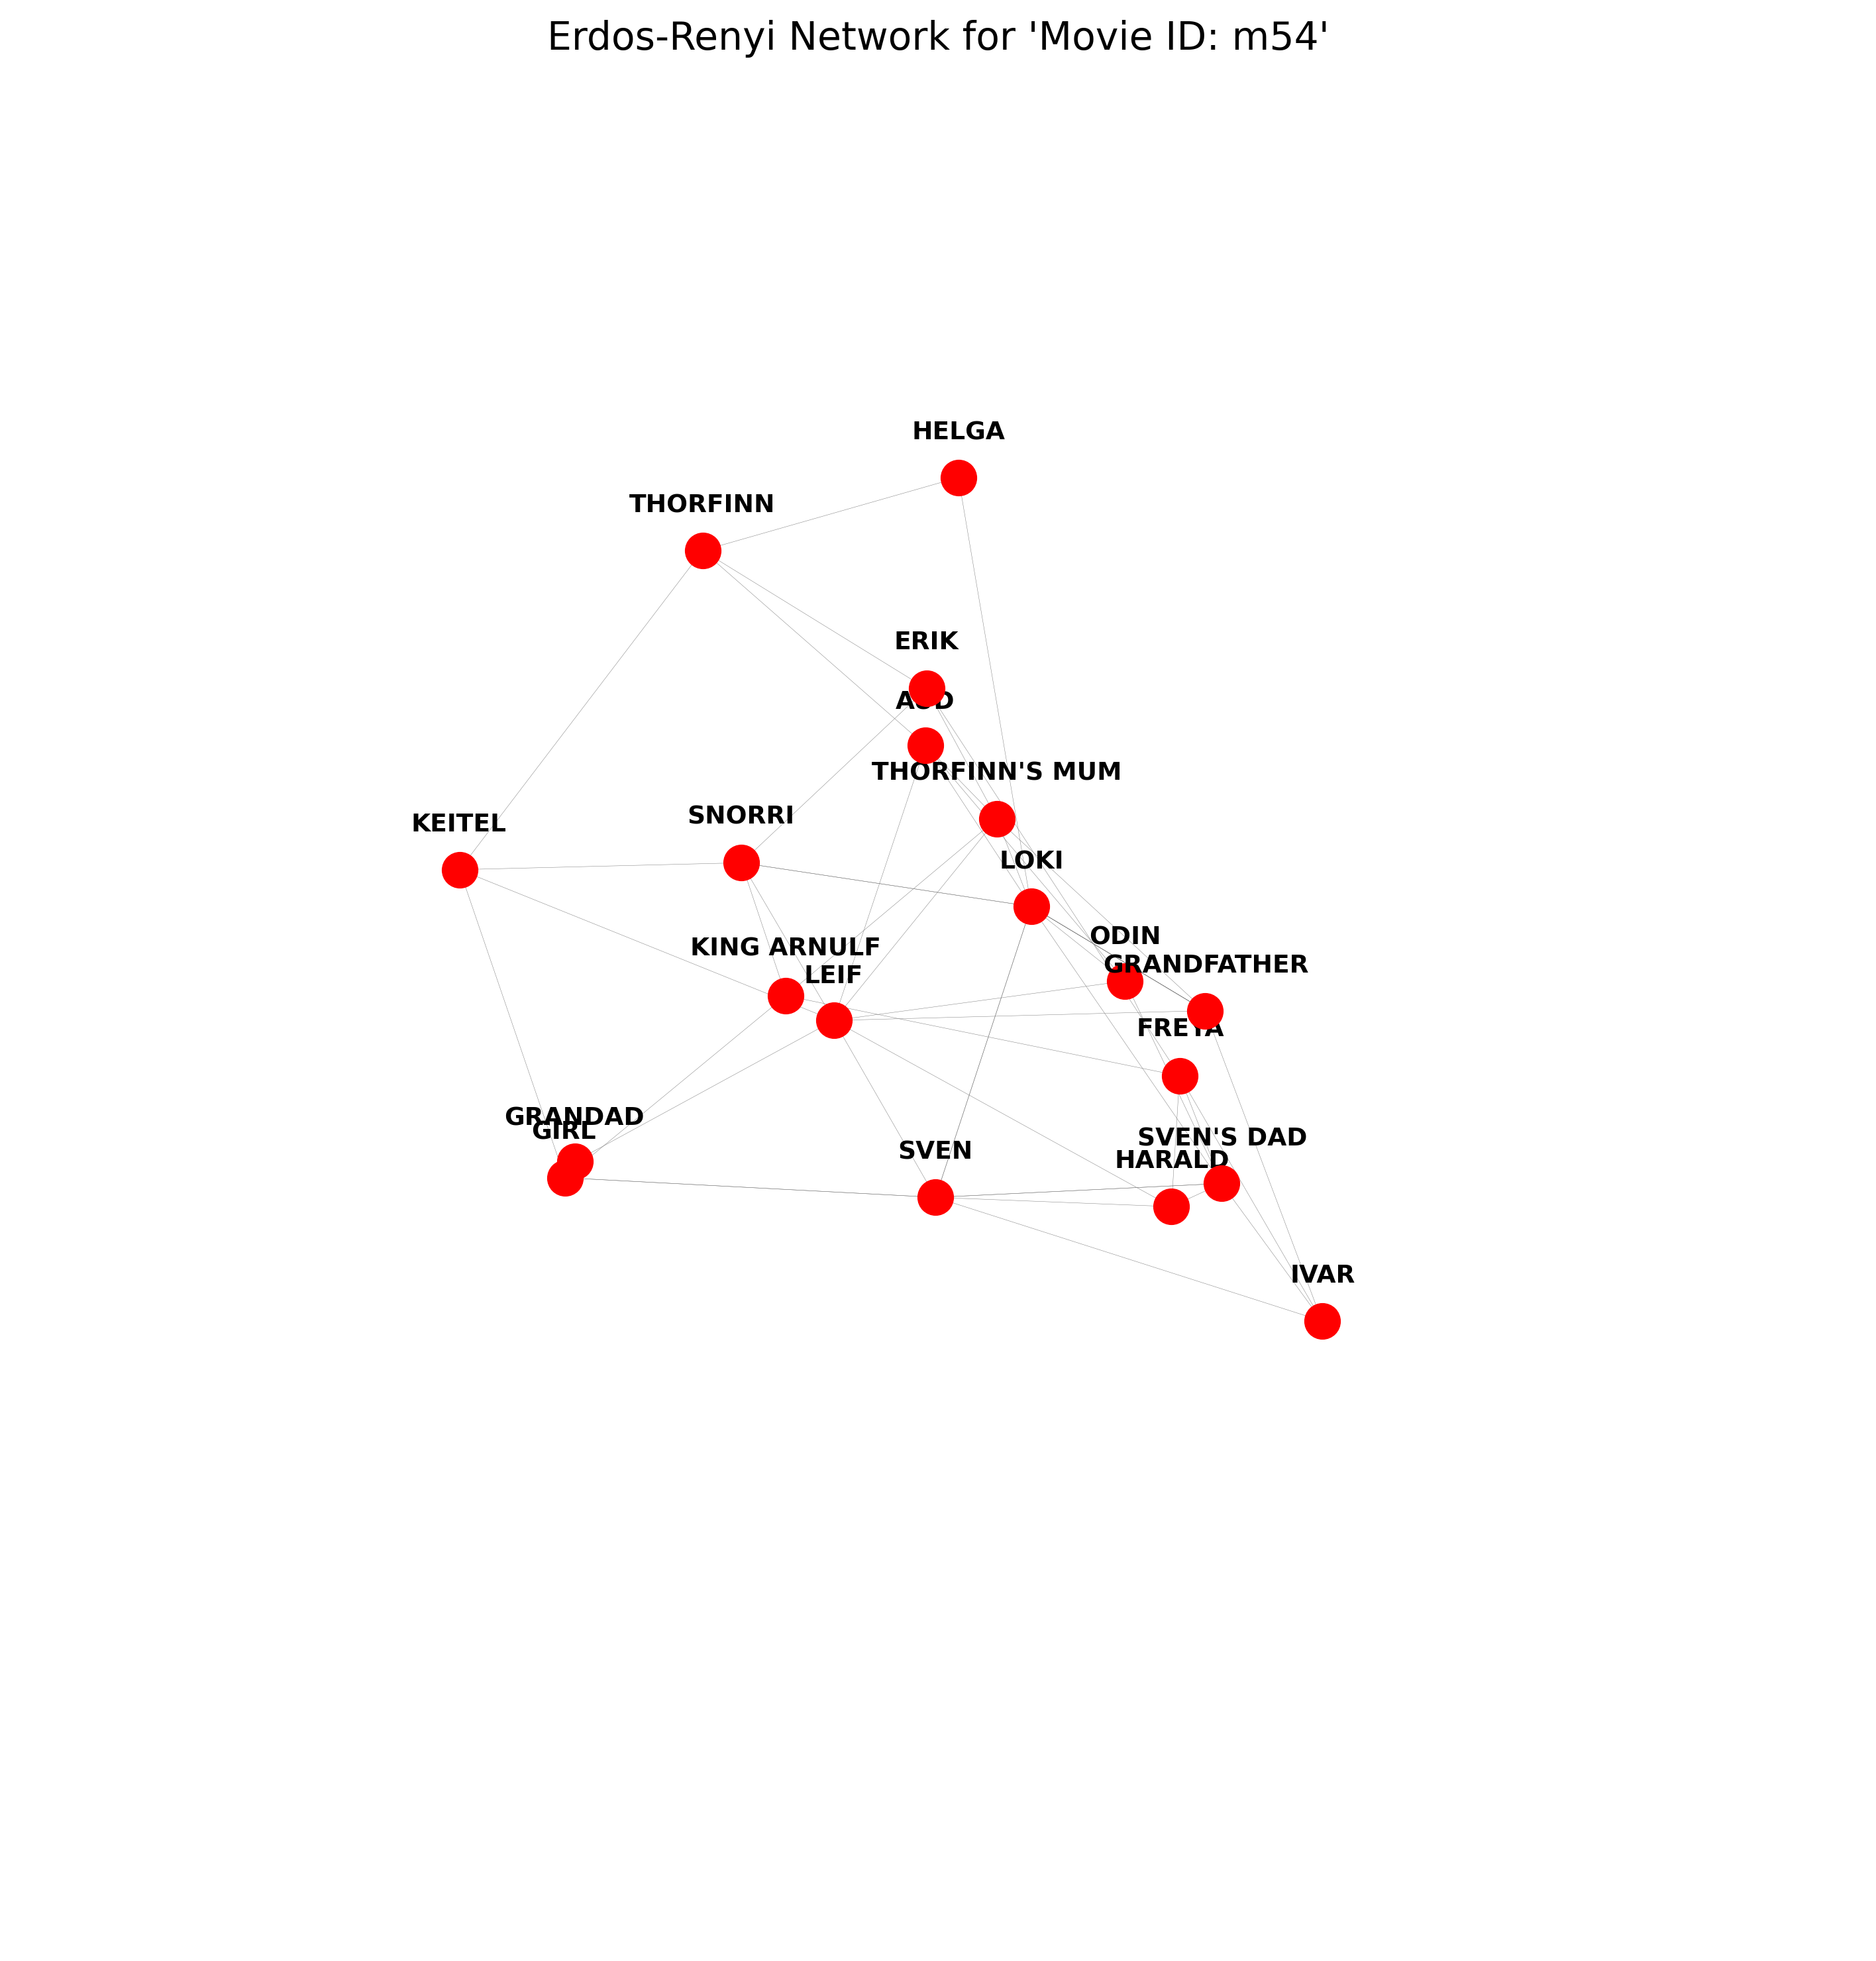 Erdos-Renyi Network for 'Movie ID: m54'
HELGA
THORFINN
ERIK
THORFINN'S MUM
SNORRI
KEITEL
LOKI
ODIN
KING ARNULF
GRANDFATHER
LEIF
FREYA
GRANDAD
GIRL
SVEN'S DAD
SVEN
HARALD
IVAR